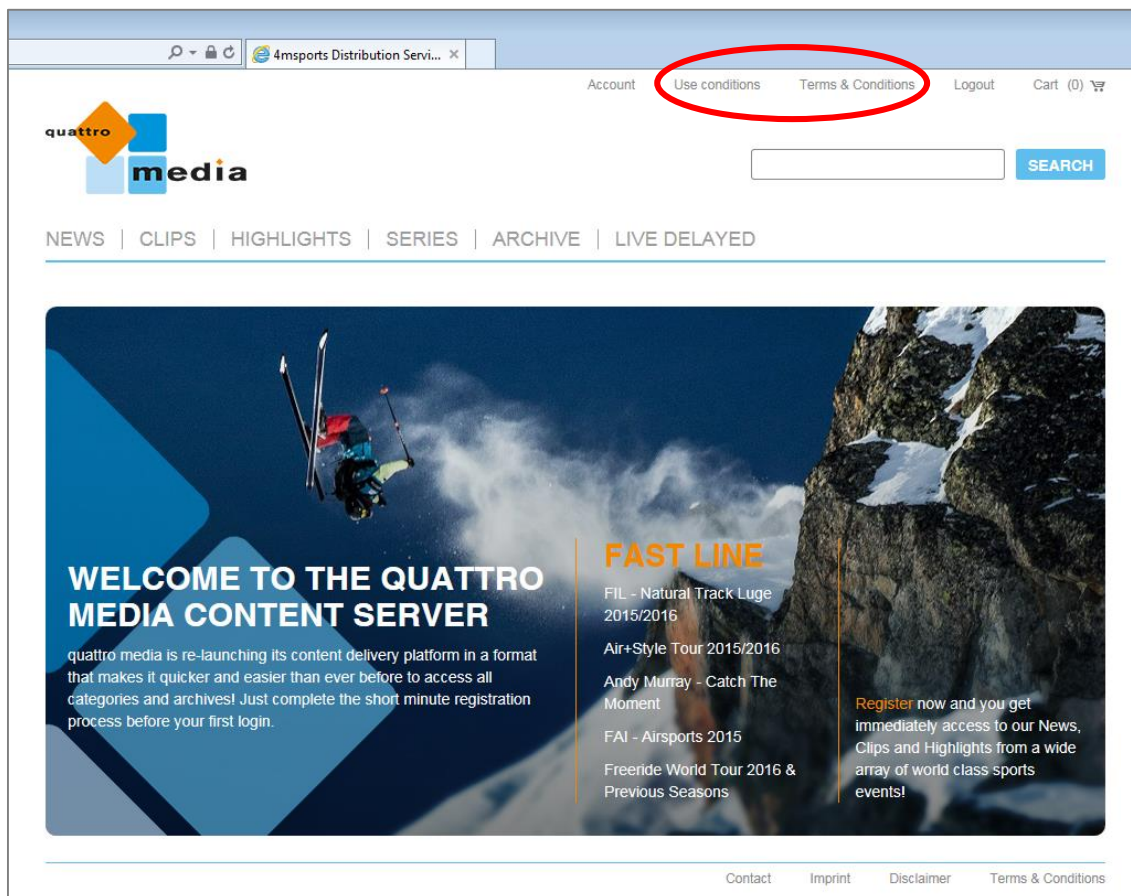 4msports Distribution Servi...
Account Use conditions Terms & Conditions Logout Cart (0)
quattro
media
SEARCH
NEWS | CLIPS | HIGHLIGHTS | SERIES | ARCHIVE | LIVE DELAYED
WELCOME TO THE QUATTRO
MEDIA CONTENT SERVER
quattro media is re-launching its content delivery platform in a format
that makes it quicker and easier than ever before to access all
categories and archives! Just complete the short minute registration
process before your first login.
FAST LINE
FIL - Natural Track Luge
2015/2016
Air+Style Tour 2015/2016
Andy Murray - Catch The
Moment
FAI - Airsports 2015
Freeride World Tour 2016 &
Previous Seasons
Register now and you get
immediately access to our News,
Clips and Highlights from a wide
array of world class sports
events!
Contact Imprint Disclaimer Terms & Conditions